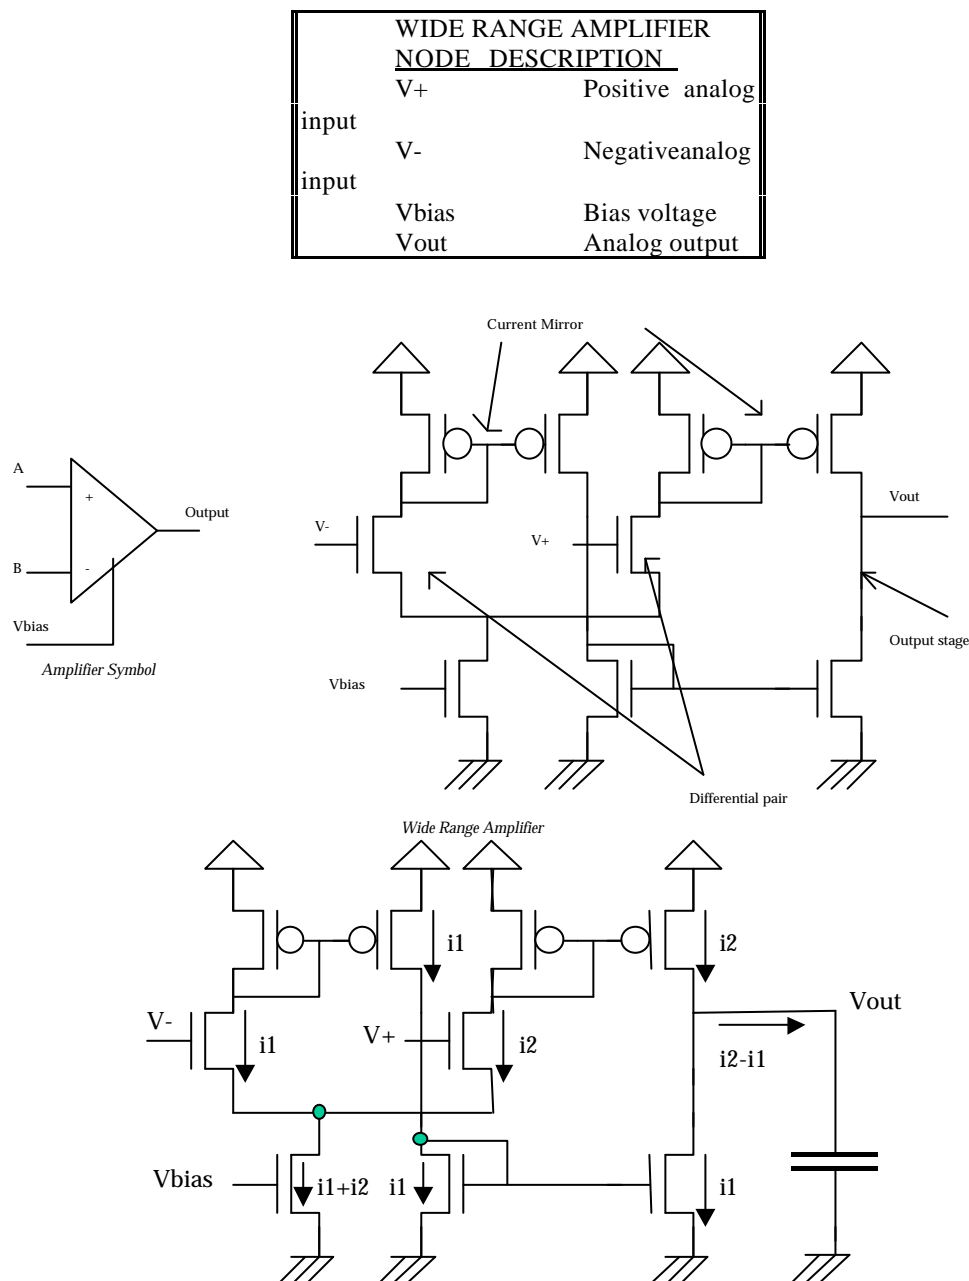 WIDE RANGE AMPLIFIER
NODE DESCRIPTION
V+ Positive analog
input
V- Negativeanalog
input
Vbias Bias voltage
Vout Analog output
Current Mirror
A
+
Output
Vout
V-
V+
B
-
Vbias
Output stage
Amplifier Symbol
Vbias
Differential pair
Wide Range Amplifier
i1
i2
Vout
V-
V+
i1
i2
i2-i1
Vbias
i1+i2
i1
i1